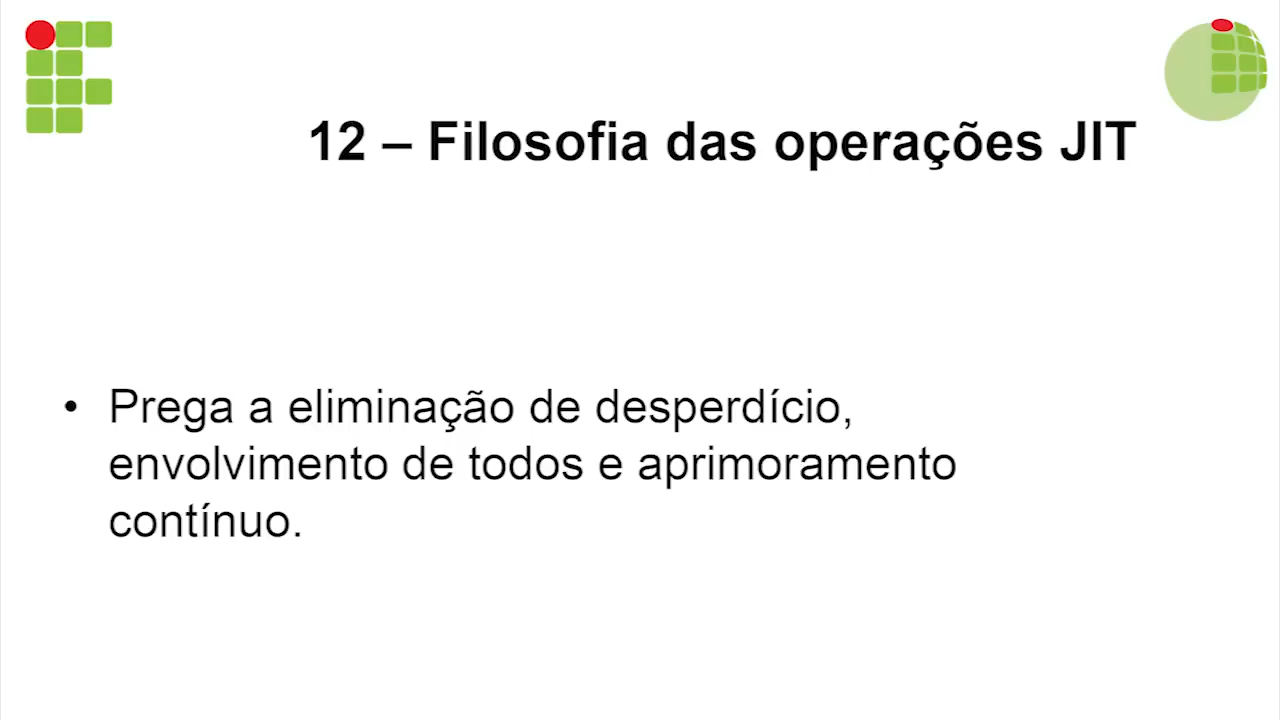 12 – Filosofia das operações JIT
• Prega a eliminação de desperdício,
envolvimento de todos e aprimoramento
contínuo.